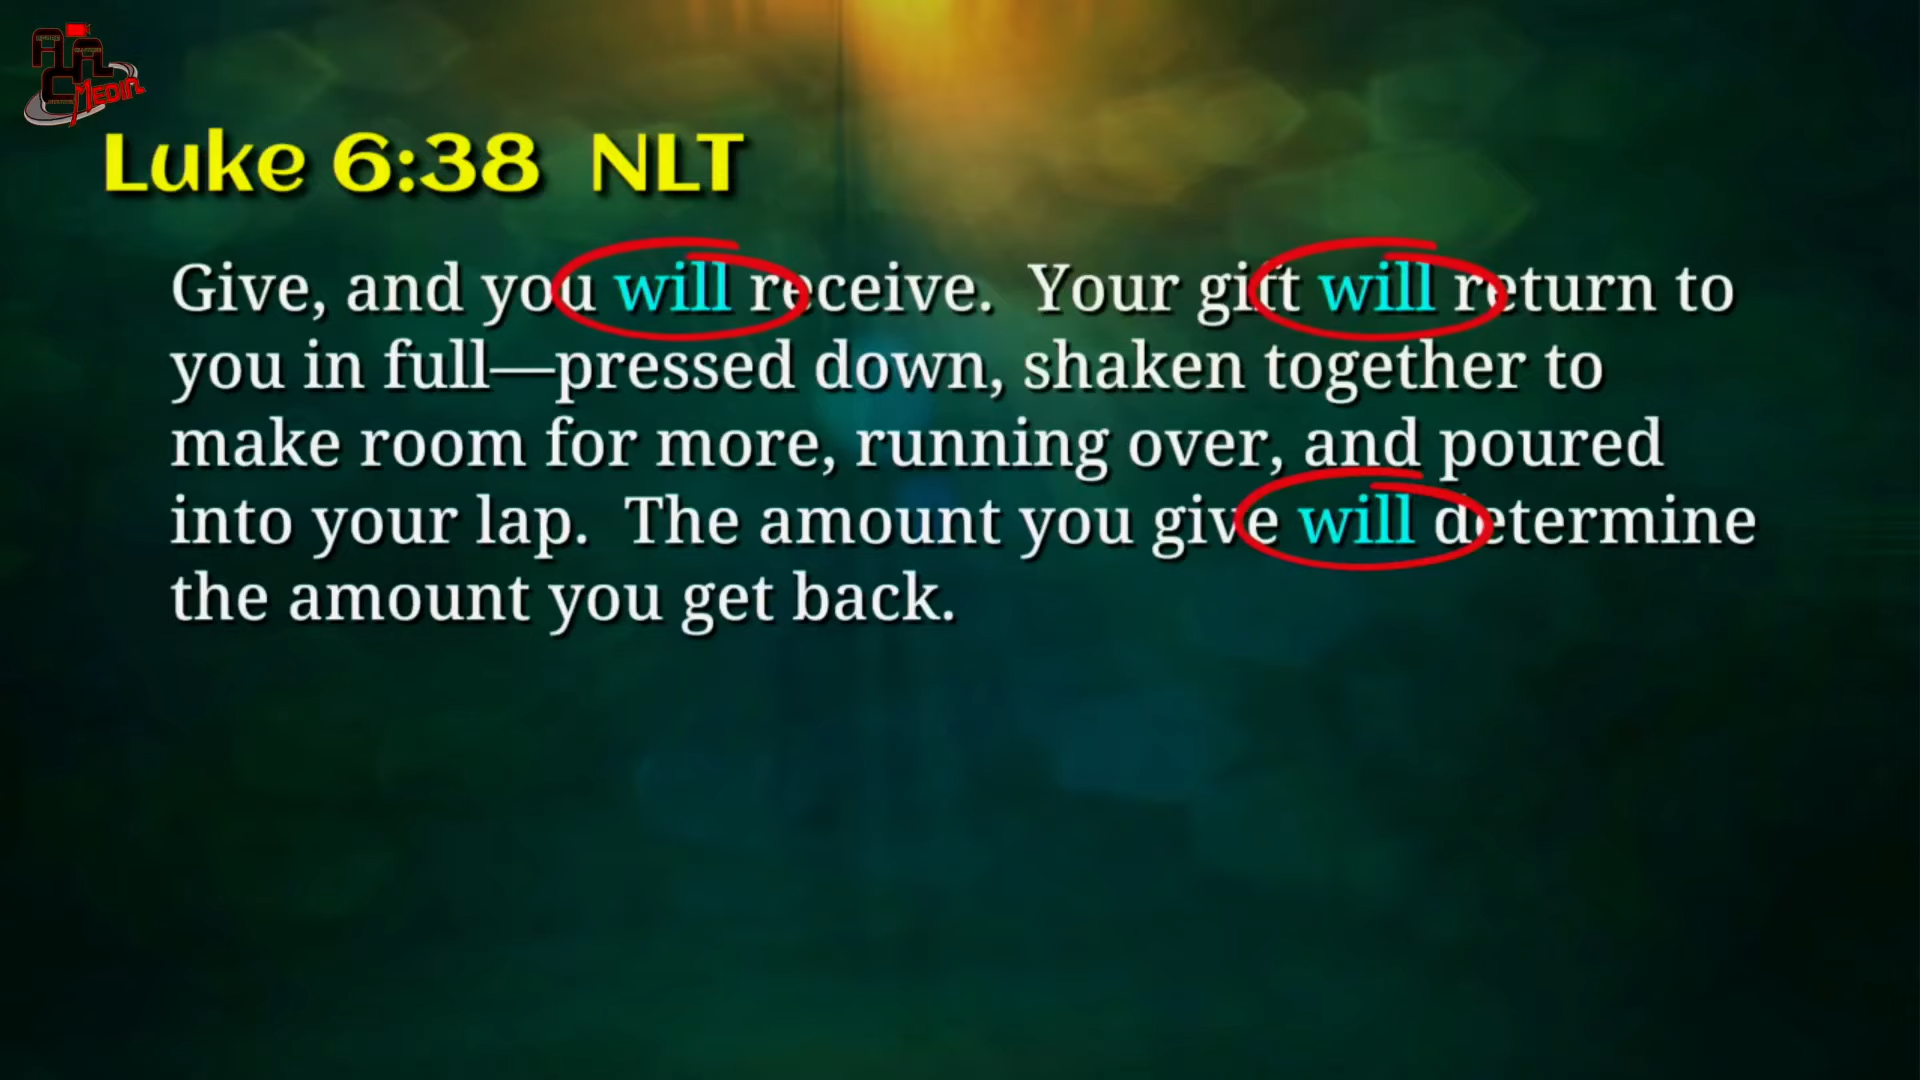 MEDIA
Luke 6:38 NLT
Give, and you will receive. Your gift will return to
you in full—pressed down, shaken together to
make room for more, running over, and poured
into your lap. The amount you give will determine
the amount you get back.